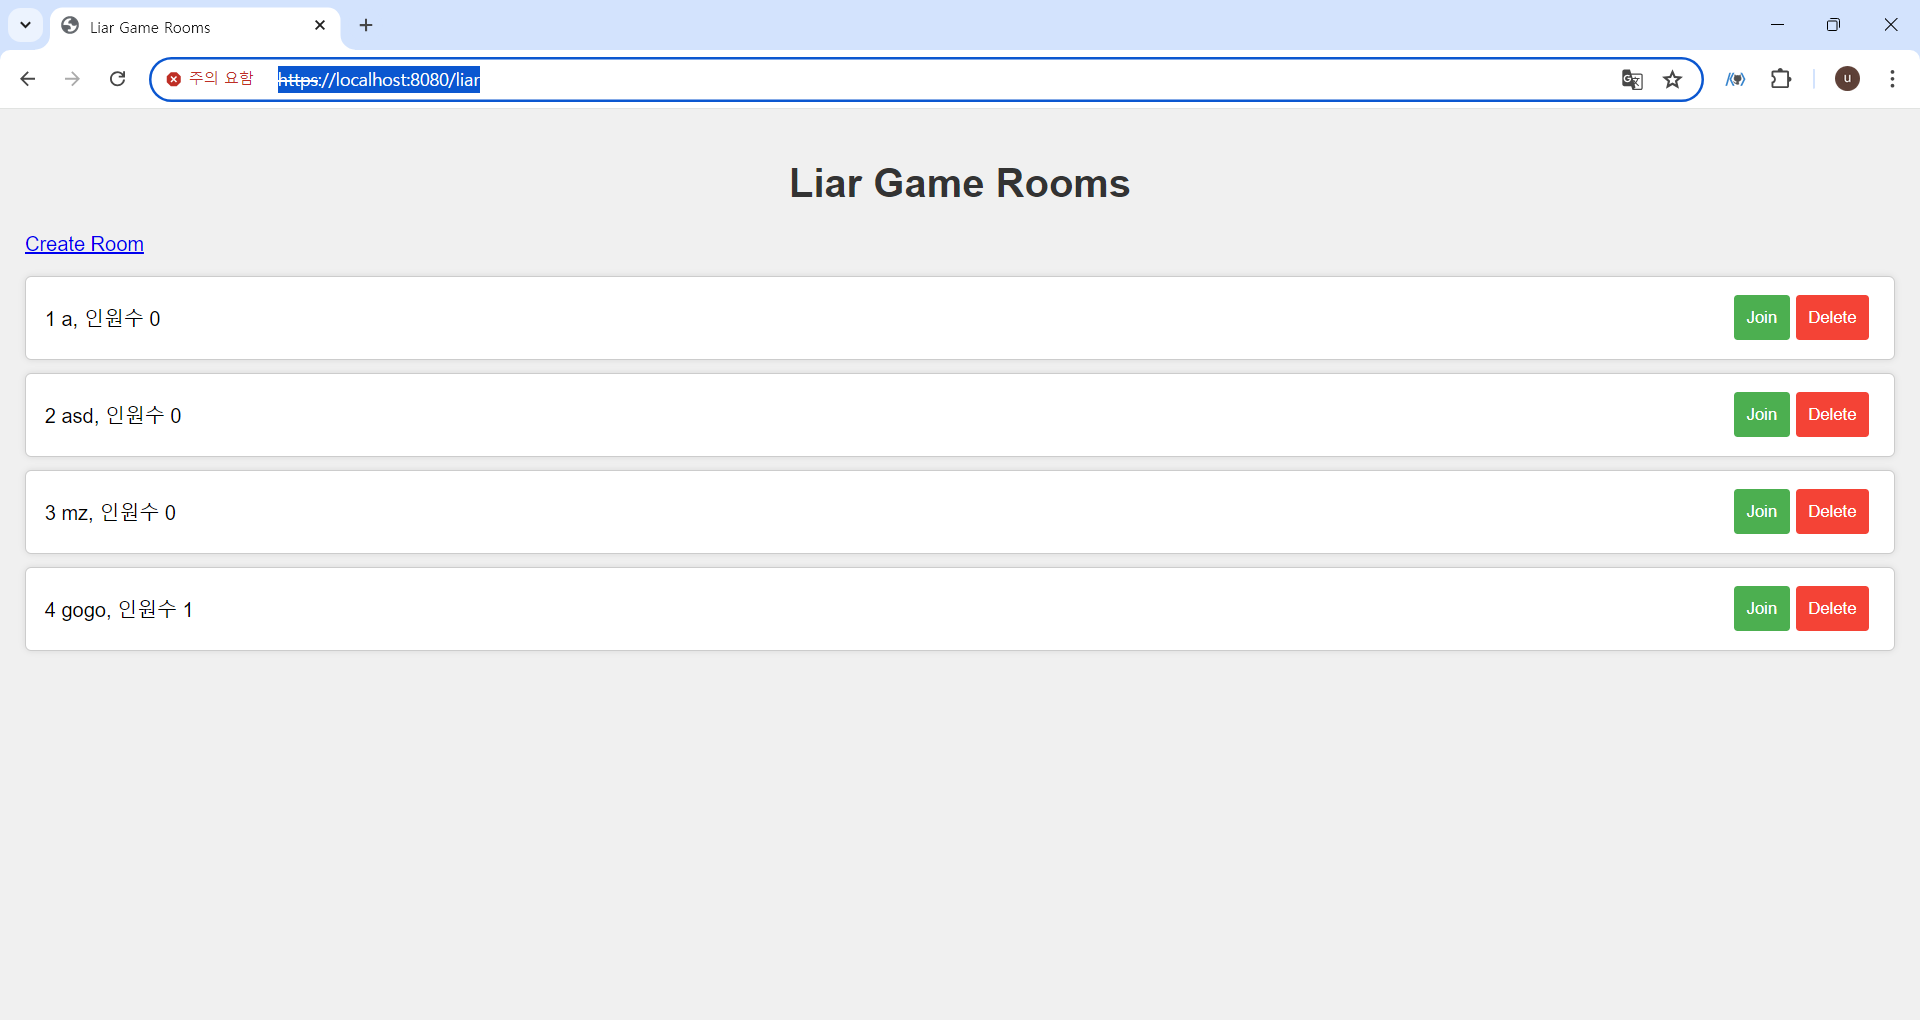 Liar Game Rooms
주의 요함 https://localhost:8080/liar
u
Liar Game Rooms
Create Room
1 a, 인원수 0 Join Delete
2 asd, 인원수 0 Join Delete
3 mz, 인원수 0 Join Delete
4 gogo, 인원수 1 Join Delete